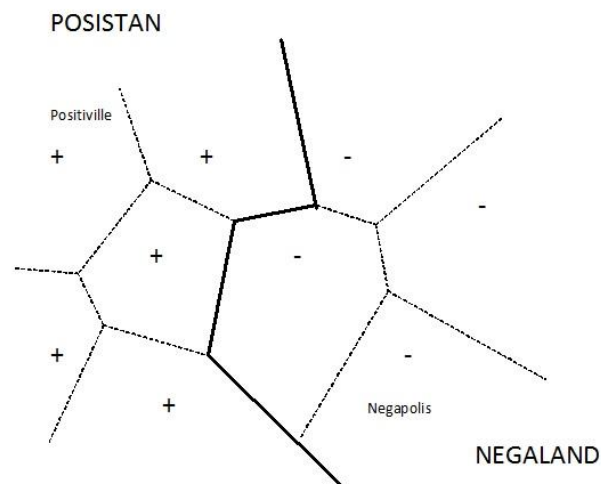 POSISTAN
Positiville
+ + -
-
+ -
+ -
+
Negapolis
NEGALAND